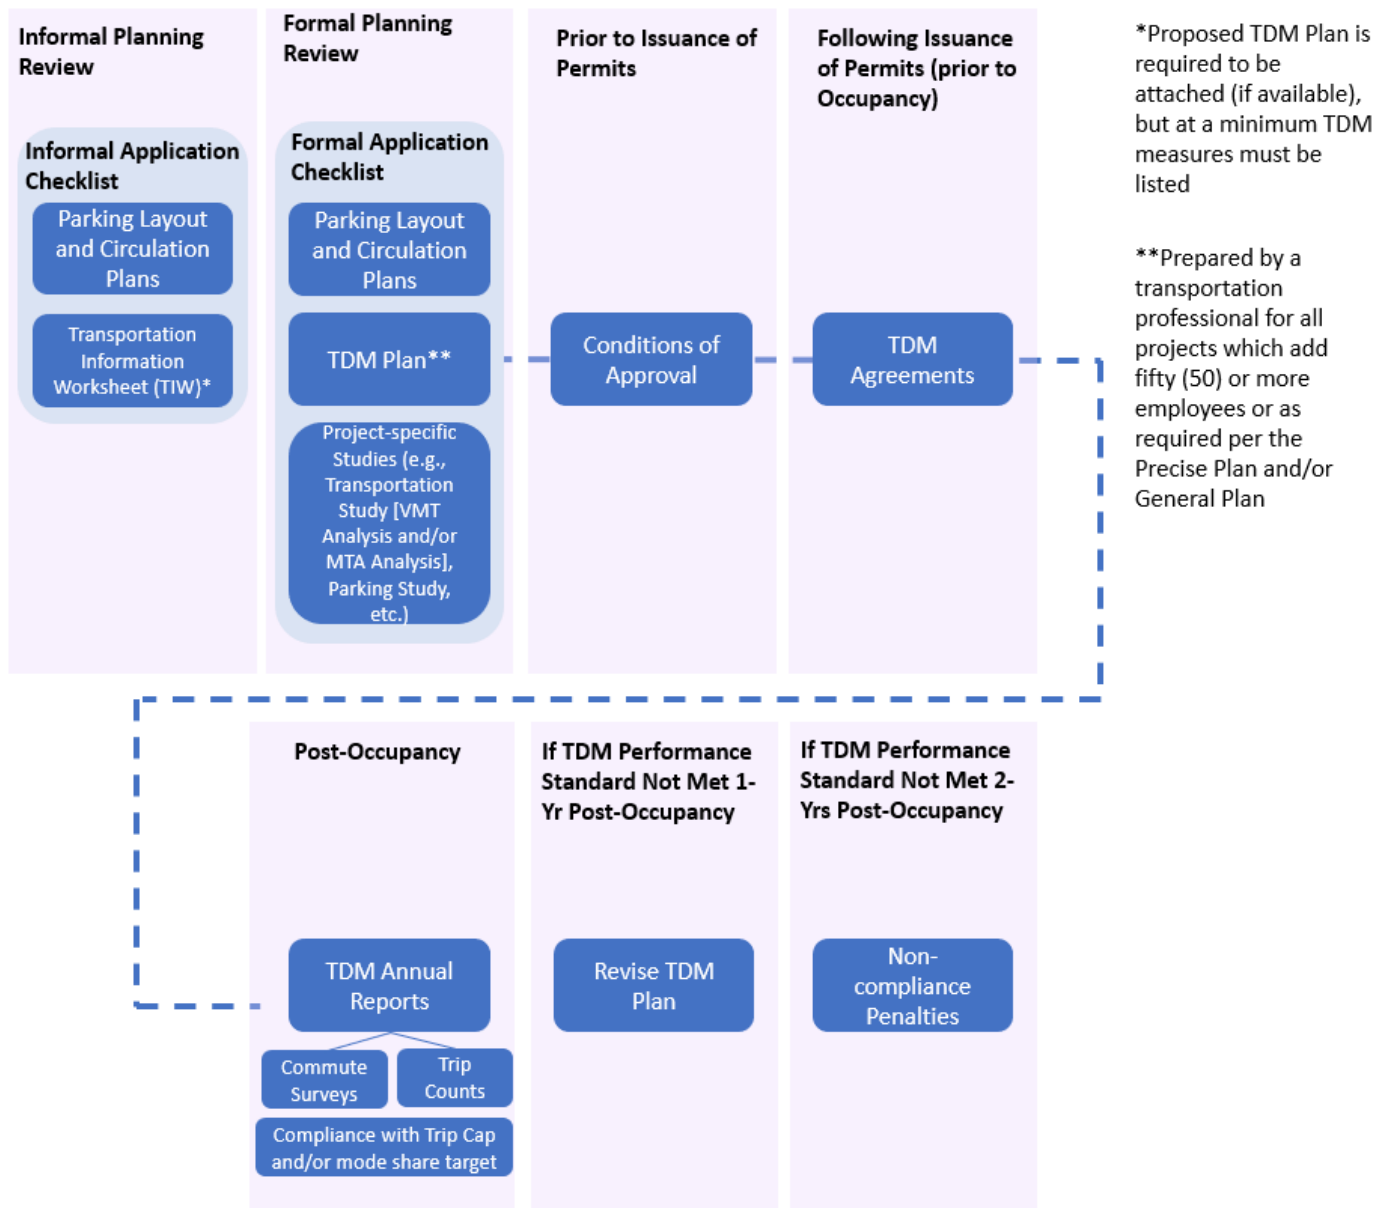 Informal Planning
Review
Informal Application
Checklist
Parking Layout
and Circulation
Plans
Transportation
Information
Worksheet (TIW)*
Formal Planning
Review
Formal Application
Checklist
Parking Layout
and Circulation
Plans
TDM Plan**
Project-specific
Studies (e.g.,
Transportation
Study [VMT
Analysis and/or
MTA Analysis],
Parking Study,
etc.)
Prior to Issuance of
Permits
Conditions of
Approval
Following Issuance
of Permits (prior to
Occupancy)
TDM
Agreements
*Proposed TDM Plan is
required to be
attached (if available),
but at a minimum TDM
measures must be
listed
**Prepared by a
transportation
professional for all
projects which add
fifty (50) or more
employees or as
required per the
Precise Plan and/or
General Plan
Post-Occupancy
TDM Annual
Reports
Commute
Surveys
Trip
Counts
Compliance with Trip Cap
and/or mode share target
If TDM Performance
Standard Not Met 1-
Yr Post-Occupancy
Revise TDM
Plan
If TDM Performance
Standard Not Met 2-
Yrs Post-Occupancy
Non-
compliance
Penalties